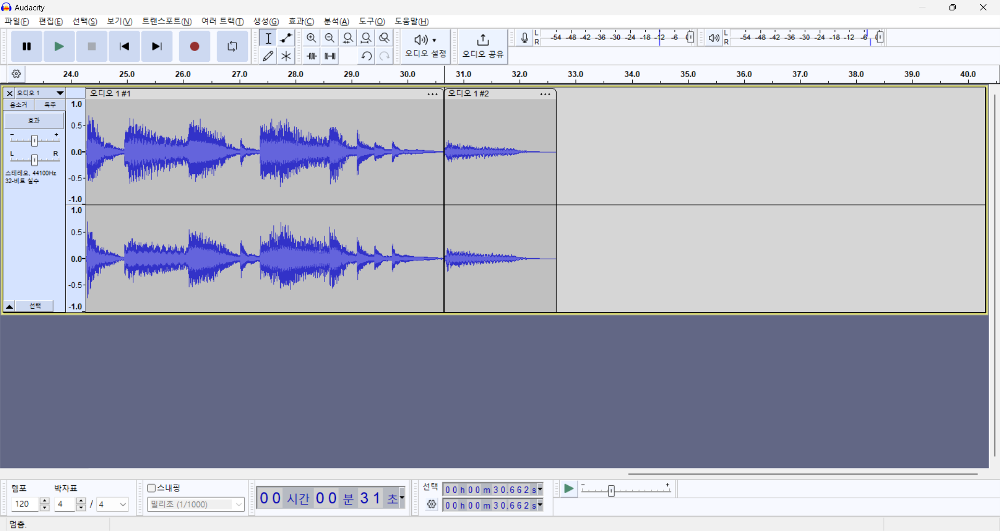 Audacity
파일(F) 편집(E) 선택(S) 보기(V) 트랜스포트(N) 여러 트랙(T) 생성(G) 효과(C) 분석(A) 도구(O) 도움말(H)
오디오 설정
오디오 공유
L
R
-54 -48 -42 -36 -30 -24 -18 -12 -6 0
L
R
-54 -48 -42 -36 -30 -24 -18 -12 -6 0
24.0 25.0 26.0 27.0 28.0 29.0 30.0 31.0 32.0 33.0 34.0 35.0 36.0 37.0 38.0 39.0 40.0
오디오 1
음소거 독주
효과
- +
L R
스테레오, 44100Hz
32-비트 실수
선택
오디오 1 #1
오디오 1 #2
1.0
0.5
0.0
-0.5
-1.0
1.0
0.5
0.0
-0.5
-1.0
템포 박자표
120 4 / 4
스내핑
밀리초 (1/1000)
00 시간 00 분 31 초
선택
00h00m30.662s
00h00m30.662s
- +
멈춤.